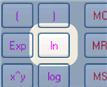 ( ) MC
Exp ln MR
x^y log MS